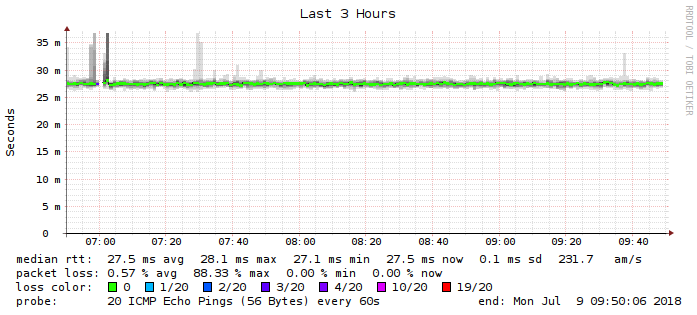 Last 3 Hours
RRDTOOL / TOBI OETIKER
Seconds
35 m
30 m
25 m
20 m
15 m
10 m
5 m
0
07:00 07:20 07:40 08:00 08:20 08:40 09:00 09:20 09:40
median rtt: 27.5 ms avg 28.1 ms max 27.1 ms min 27.5 ms now 0.1 ms sd 231.7 am/s
packet loss: 0.57 % avg 88.33 % max 0.00 % min 0.00 % now
loss color: 0 1/20 2/20 3/20 4/20 10/20 19/20
probe: 20 ICMP Echo Pings (56 Bytes) every 60s end: Mon Jul 9 09:50:06 2018